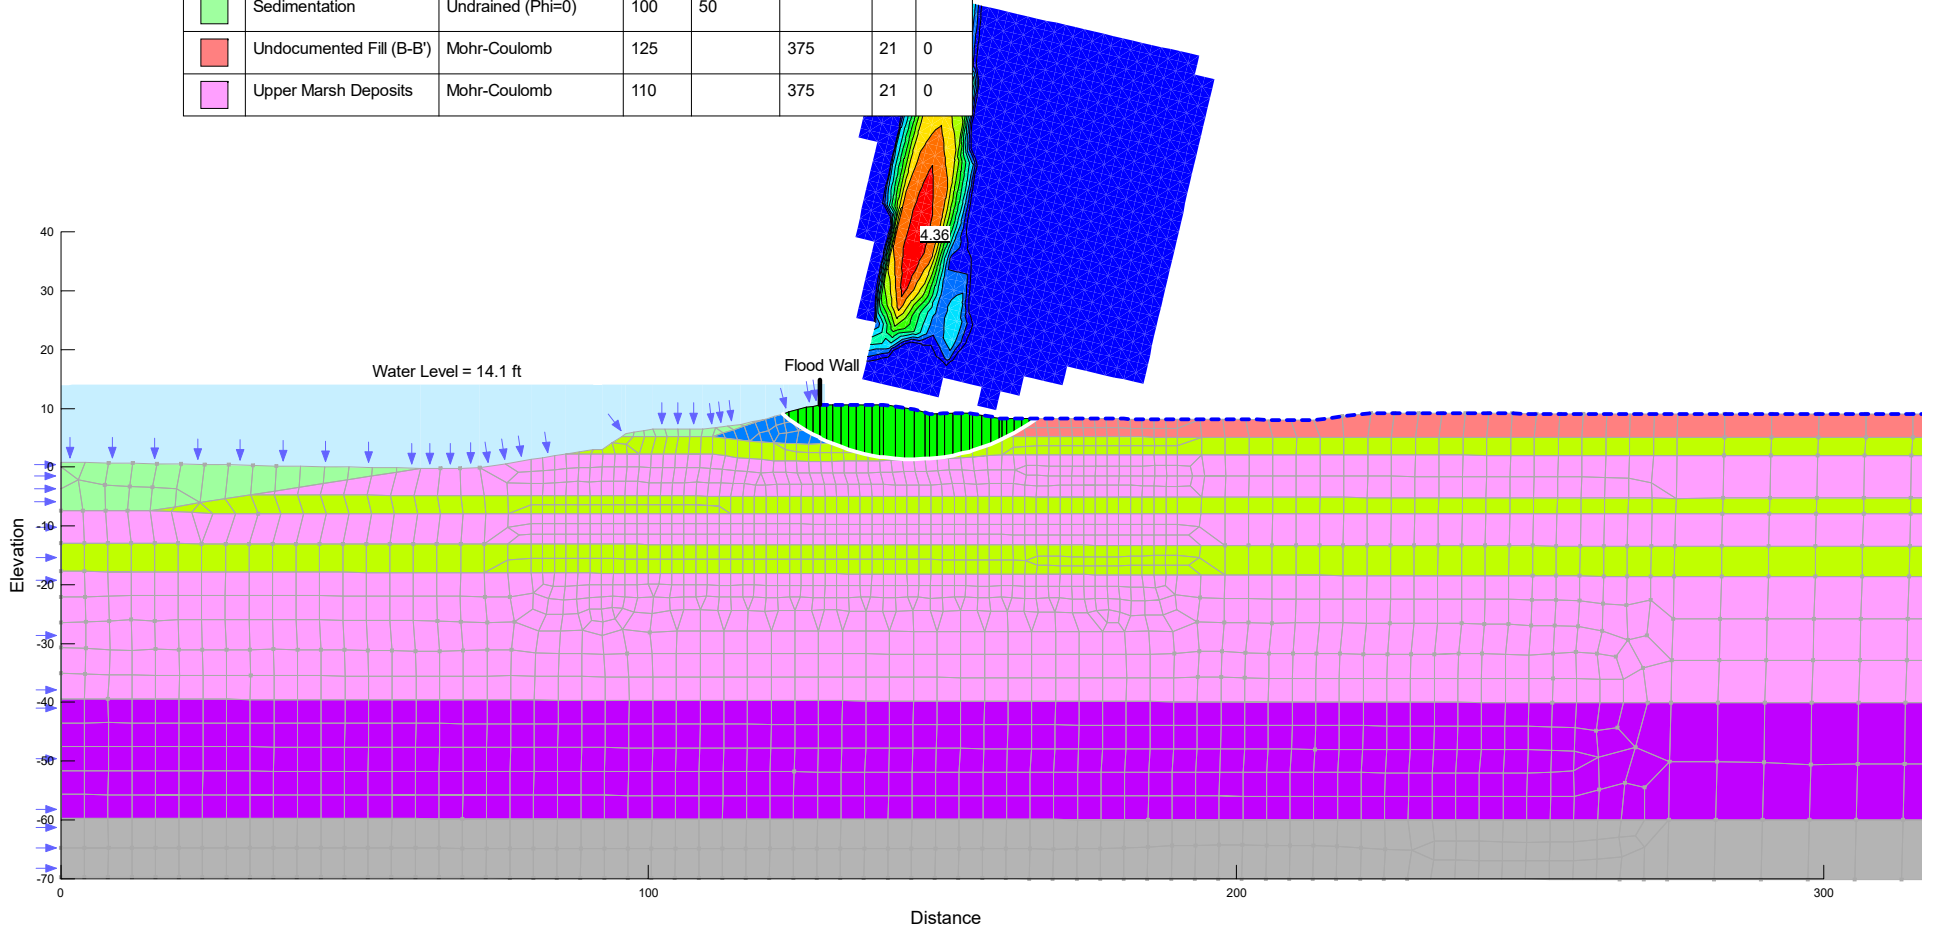 Sedimentation Undrained (Phi=0) 100 50
Undocumented Fill (B-B') Mohr-Coulomb 125 375 21 0
Upper Marsh Deposits Mohr-Coulomb 110 375 21 0
4.36
40
30
20
10
0
-10
-20
-30
-40
-50
-60
-70
Elevation
Water Level = 14.1 ft
Flood Wall
0 100 200 300
Distance